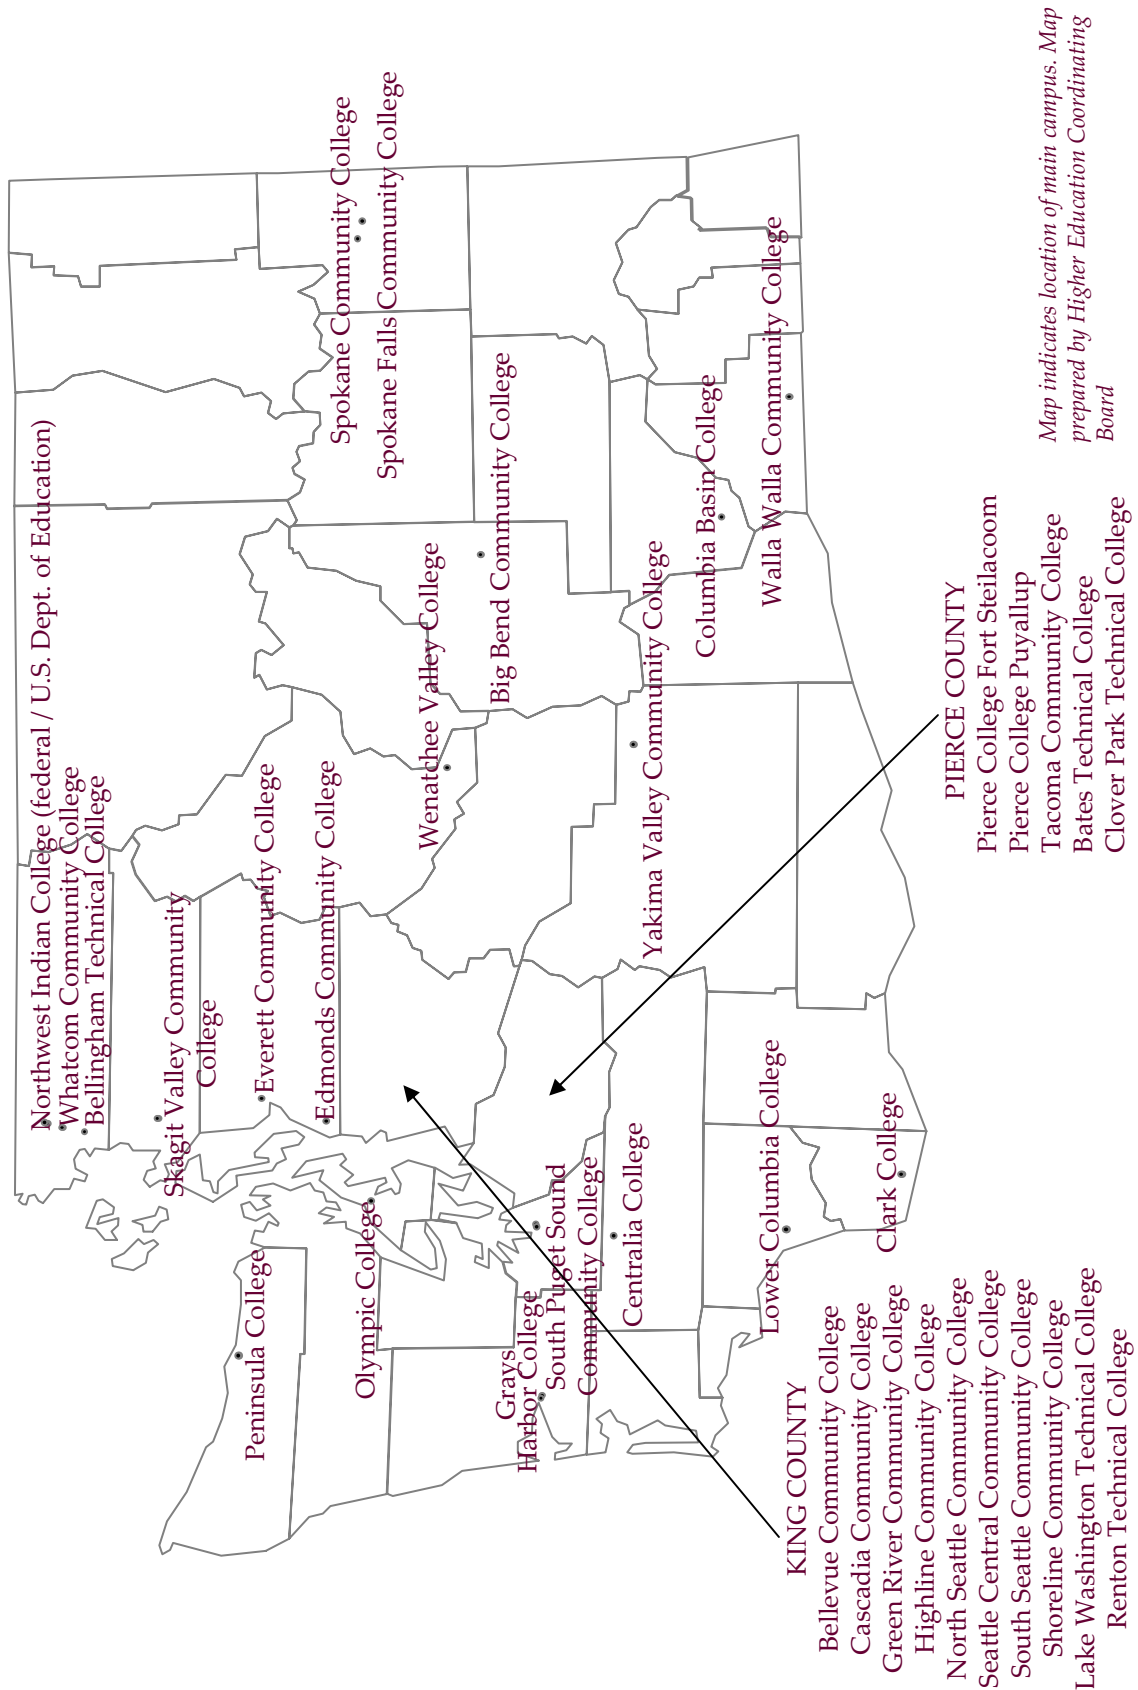 Northwest Indian College (federal / U.S. Dept. of Education)
Whatcom Community College
Bellingham Technical College
Skagit Valley Community
College
Everett Community College
Edmonds Community College
Peninsula College
Olympic College
Spokane Community College
Spokane Falls Community College
Wenatchee Valley College
Big Bend Community College
Grays
Harbor College
South Puget Sound
Community College
Centralia College
Yakima Valley Community College
Columbia Basin College
Walla Walla Community College
Lower Columbia College
Clark College
KING COUNTY
Bellevue Community College
Cascadia Community College
Green River Community College
Highline Community College
North Seattle Community College
Seattle Central Community College
South Seattle Community College
Shoreline Community College
Lake Washington Technical College
Renton Technical College
PIERCE COUNTY
Pierce College Fort Steilacoom
Pierce College Puyallup
Tacoma Community College
Bates Technical College
Clover Park Technical College
Map indicates location of main campus. Map
prepared by Higher Education Coordinating
Board